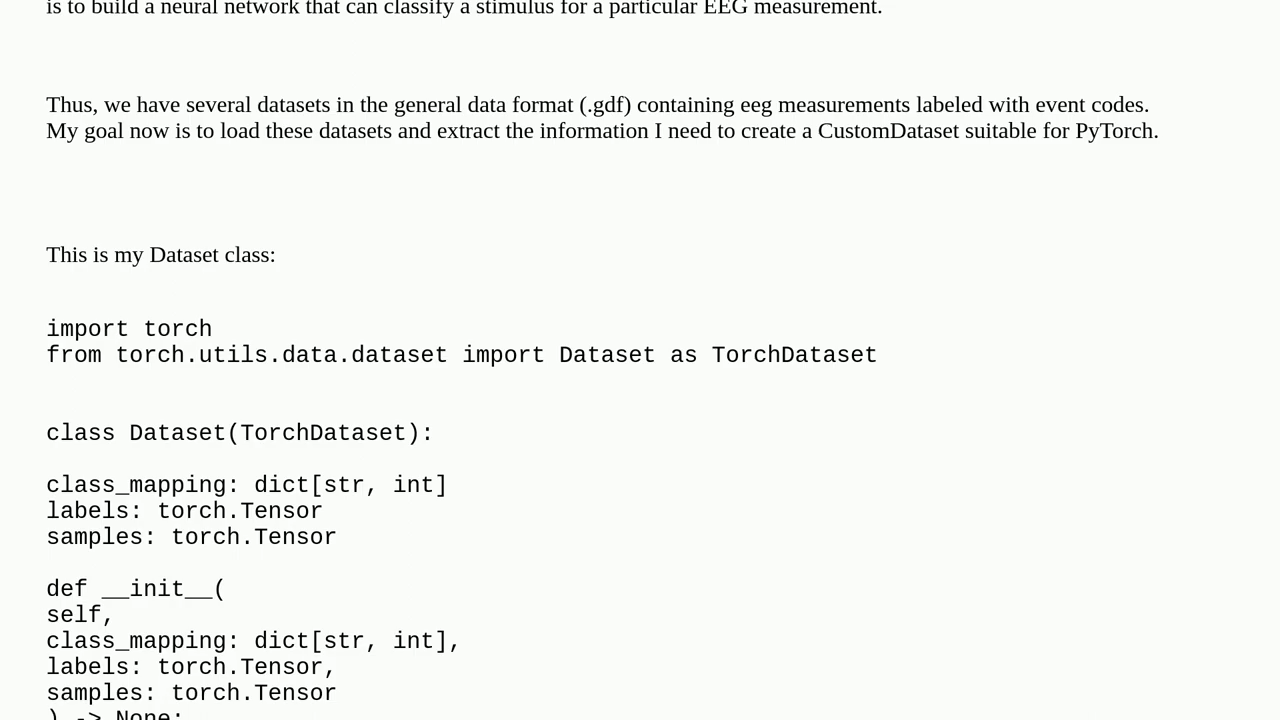 is to build a neural network that can classify a stimulus for a particular EEG measurement.
Thus, we have several datasets in the general data format (.gdf) containing eeg measurements labeled with event codes.
My goal now is to load these datasets and extract the information I need to create a CustomDataset suitable for PyTorch.
This is my Dataset class:
import torch
from torch.utils.data.dataset import Dataset as TorchDataset
class Dataset(TorchDataset):
class_mapping: dict[str, int]
labels: torch.Tensor
samples: torch.Tensor
def __init__(
self,
class_mapping: dict[str, int],
labels: torch.Tensor,
samples: torch.Tensor
) -> None: